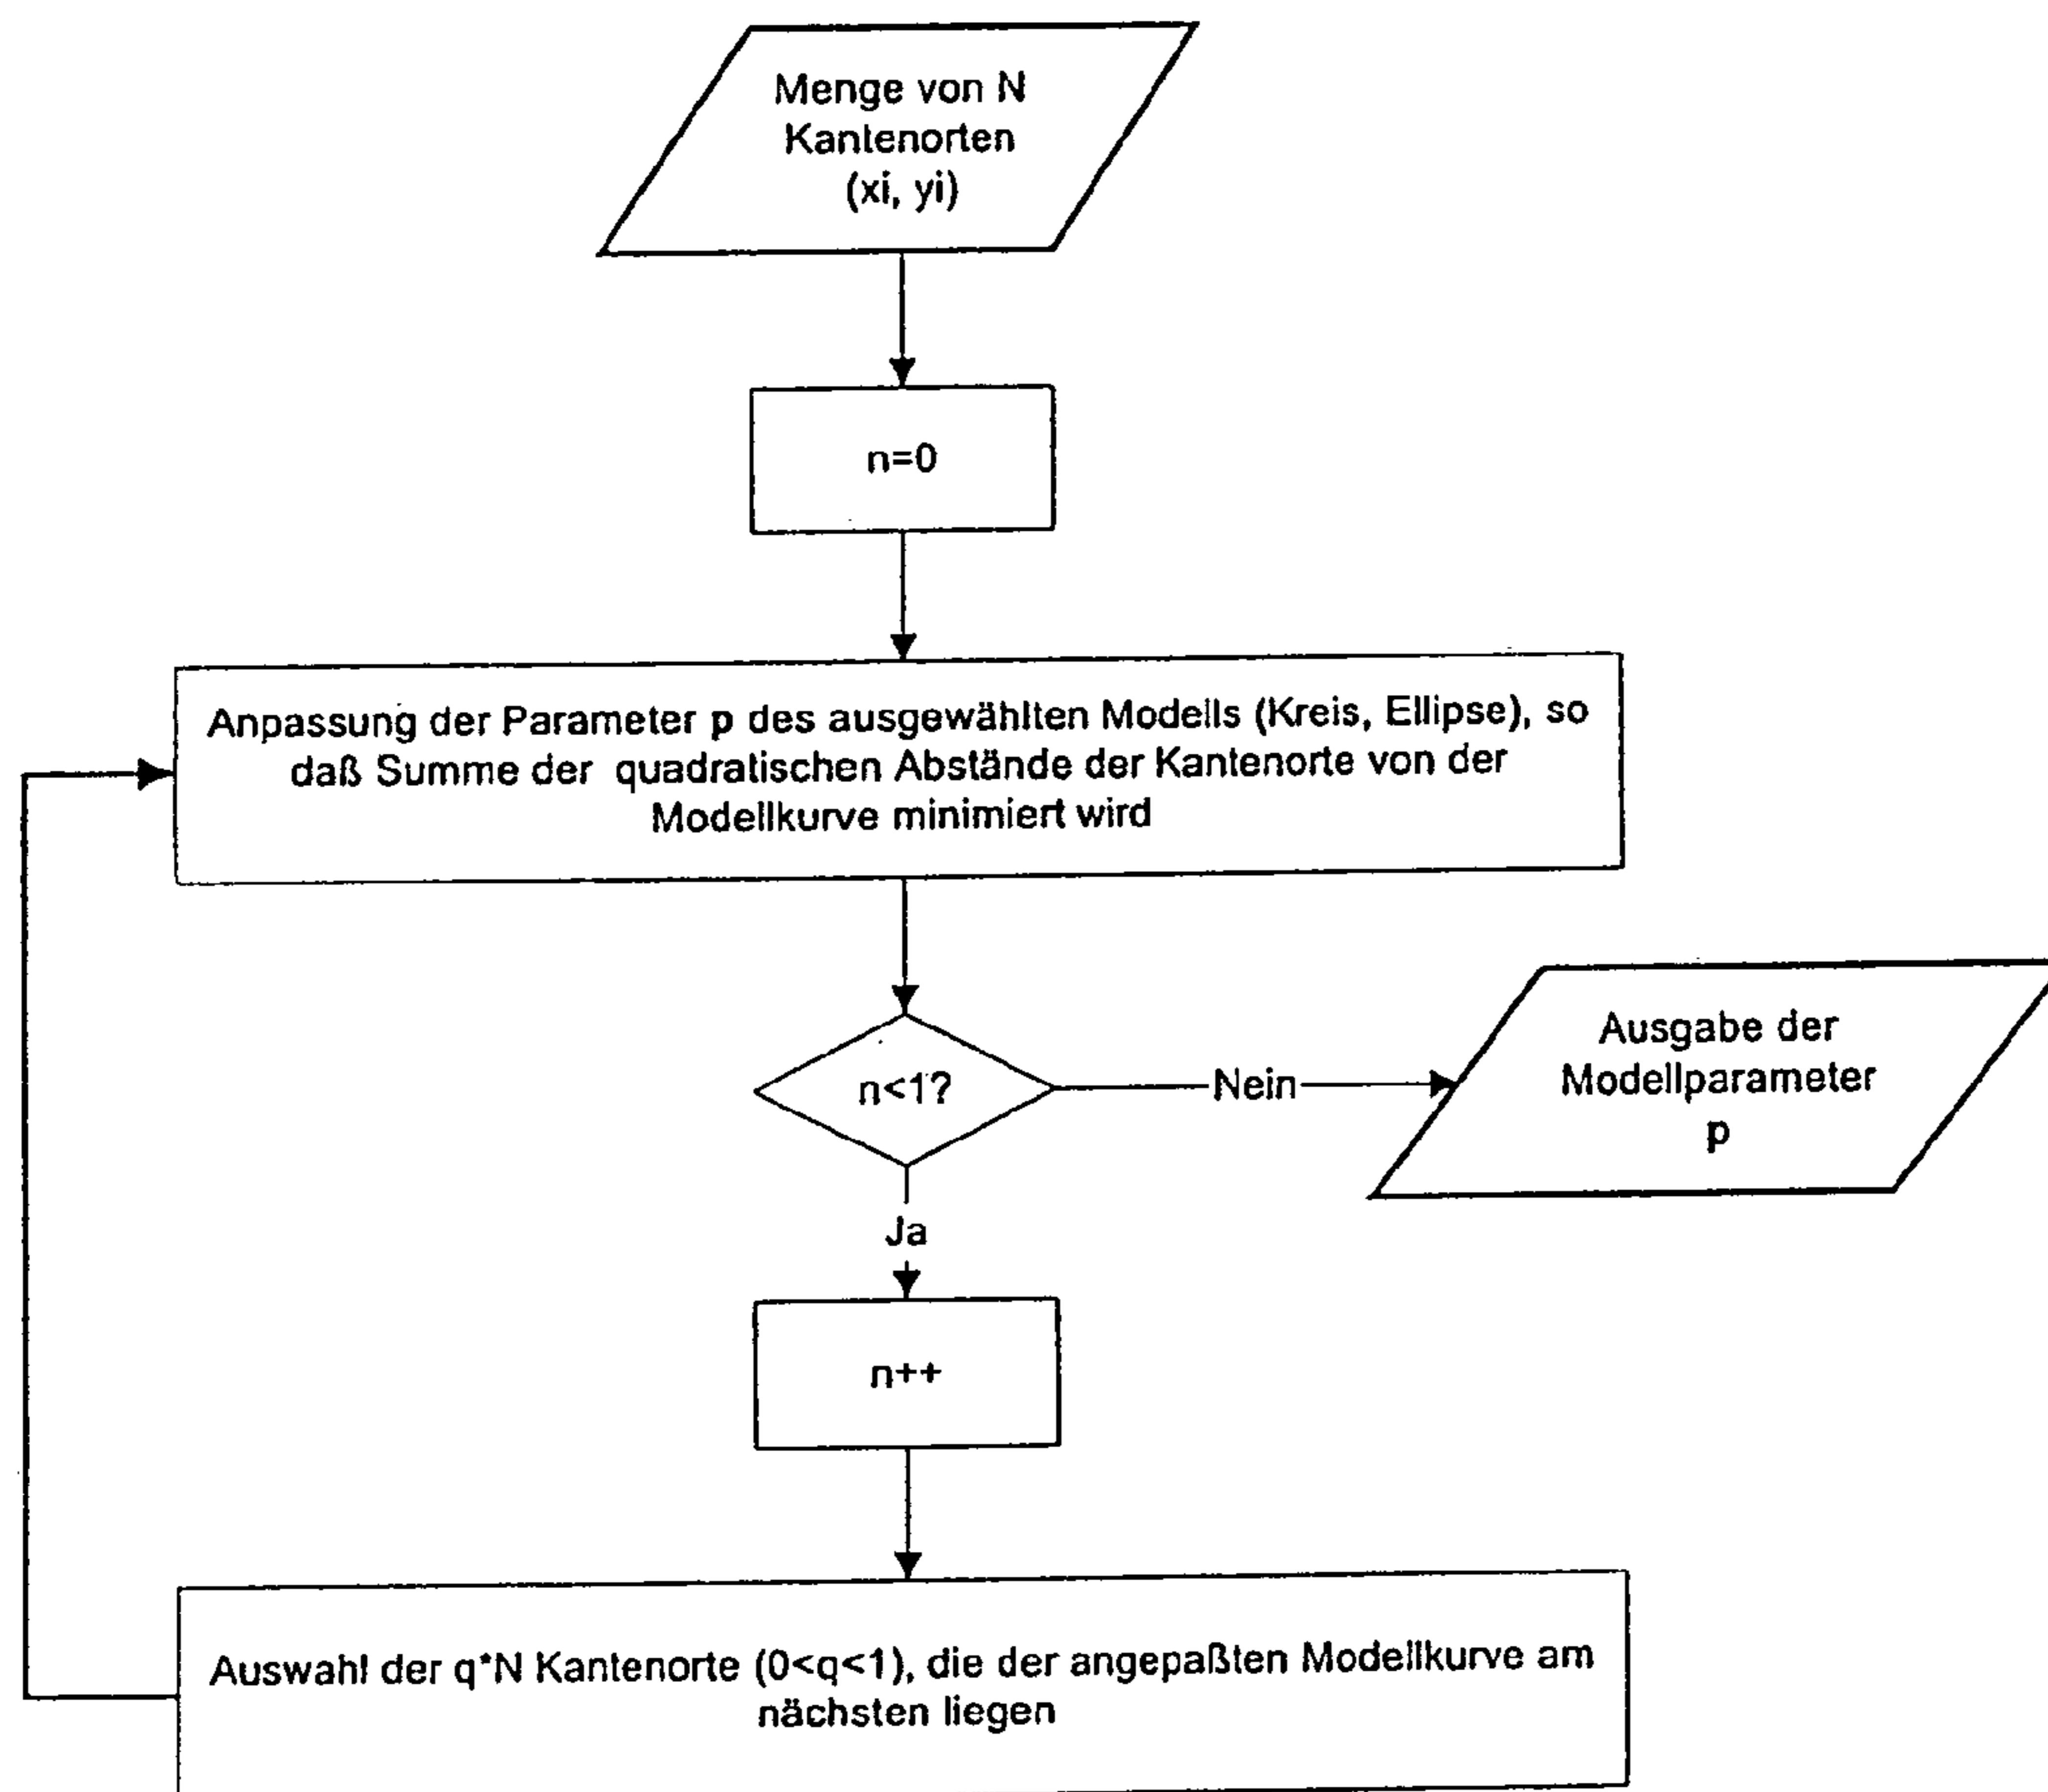 Menge von N
Kantenorten
(xi, yi)
n=0
Anpassung der Parameter p des ausgewählten Modells (Kreis, Ellipse), so
daß Summe der quadratischen Abstände der Kantenorte von der
Modellkurve minimiert wird
n<1?
Nein
Ausgabe der
Modellparameter
p
Ja
n++
Auswahl der q*N Kantenorte (0<q<1), die der angepaßten Modellkurve am
nächsten liegen